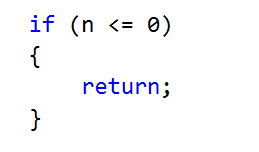 if (n <= 0)
{
    return;
}